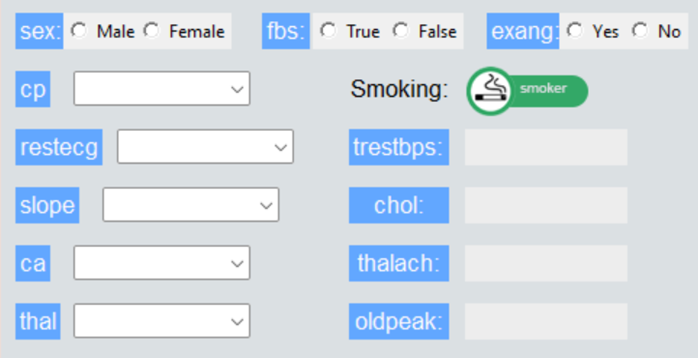 sex: Male Female fbs: True False exang: Yes No
cp Smoking: smoker
restecg trestbps:
slope chol:
ca thalach:
thal oldpeak: